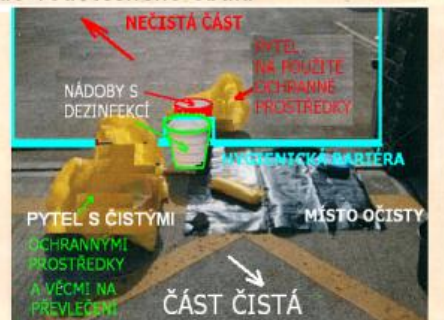 NEČISTÁ ČÁST
PYTEL
NA POUŽITÉ
OCHRANNÉ
PROSTŘEDKY
NÁDOBY S
DEZINFEKCÍ
HYGIENICKÁ BARIÉRA
PYTEL S ČISTÝMI
OCHRANNÝMI
PROSTŘEDKY
A VĚCMI NA
PŘEVLEČENÍ
MÍSTO OČISTY
ČÁST ČISTÁ